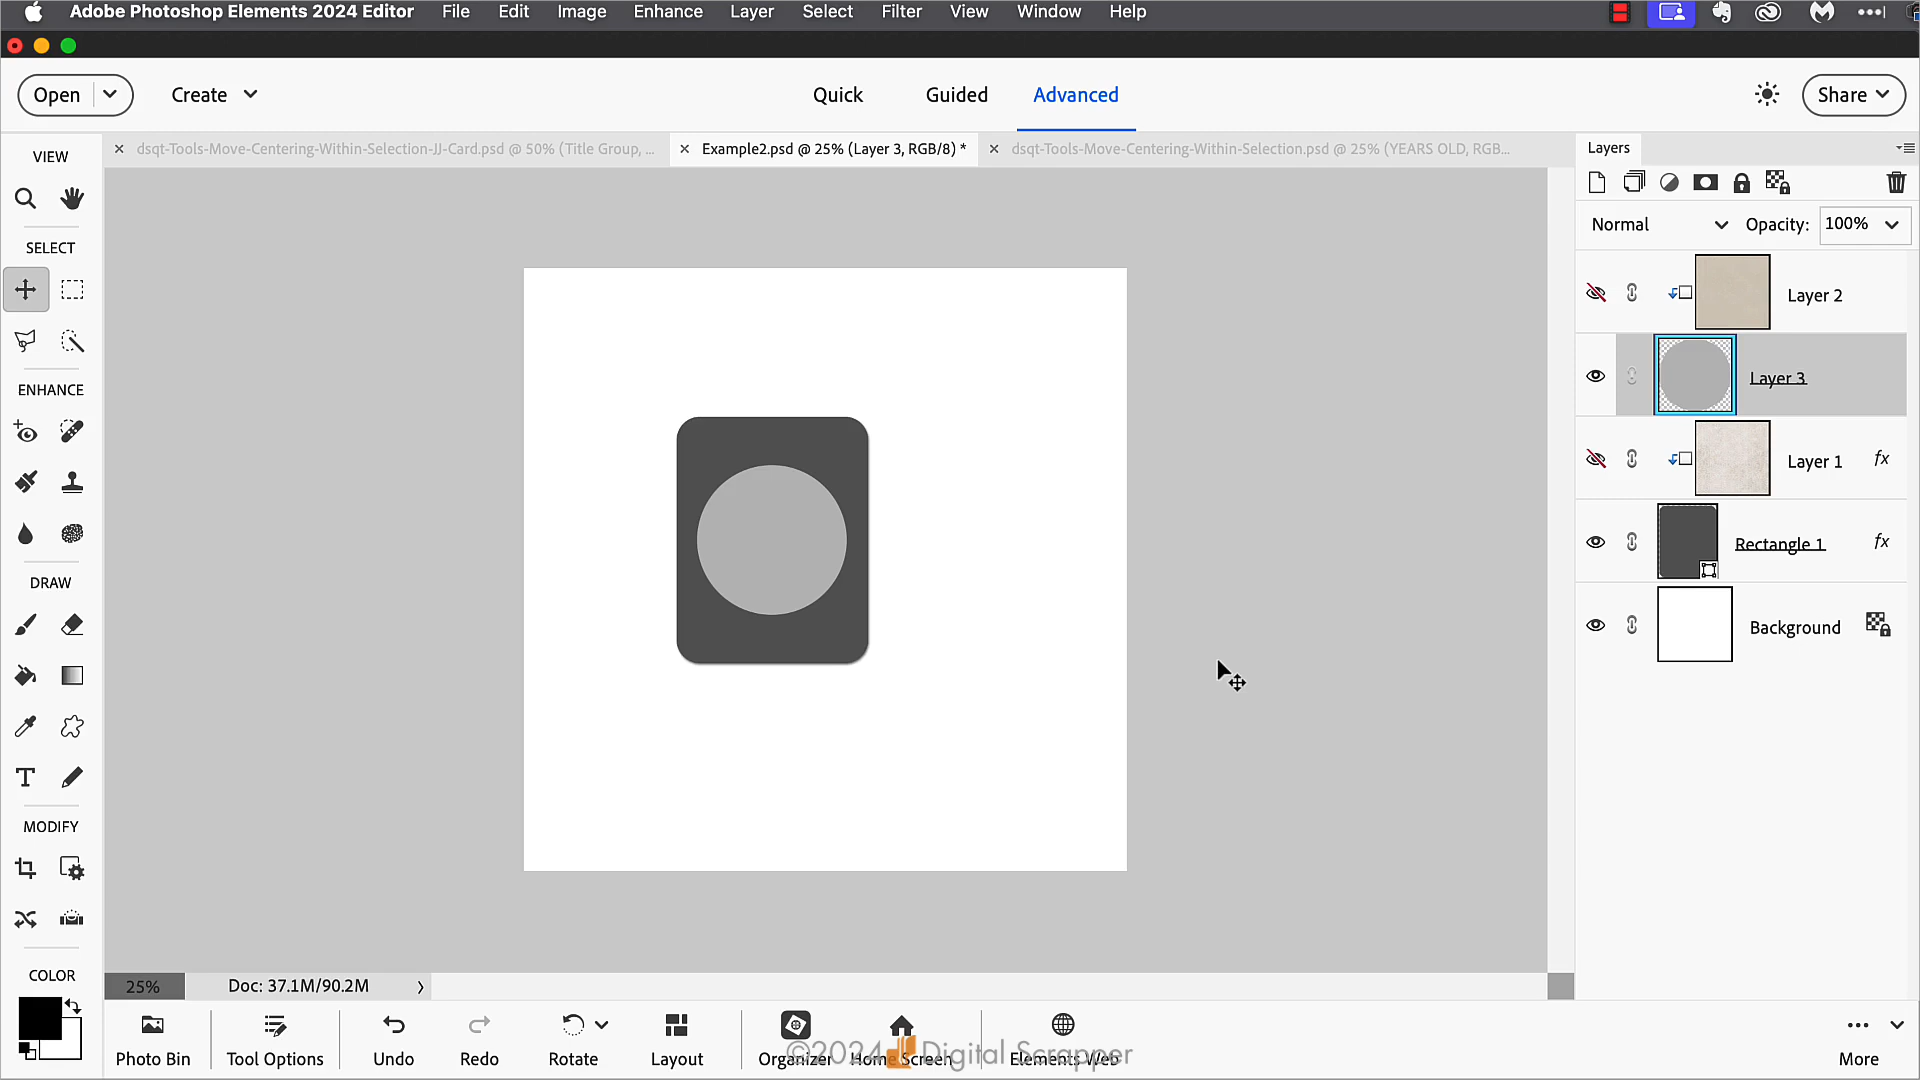 Adobe Photoshop Elements 2024 Editor File Edit Image Enhance Layer Select Filter View Window Help
Open Create Quick Guided Advanced Share
VIEW
dsqt-Tools-Move-Centering-Within-Selection-JJ-Card.psd @ 50% (Title Group, ...
Example2.psd @ 25% (Layer 3, RGB/8) *
dsqt-Tools-Move-Centering-Within-Selection.psd @ 25% (YEARS OLD, RGB...
Layers
Normal Opacity: 100%
SELECT
Layer 2
Layer 3
ENHANCE
Layer 1 fx
Rectangle 1 fx
DRAW
Background
MODIFY
COLOR
25% Doc: 37.1M/90.2M
Photo Bin Tool Options Undo Redo Rotate Layout Organizer Home Screen Elements Web More
©2024 Digital Scrapper